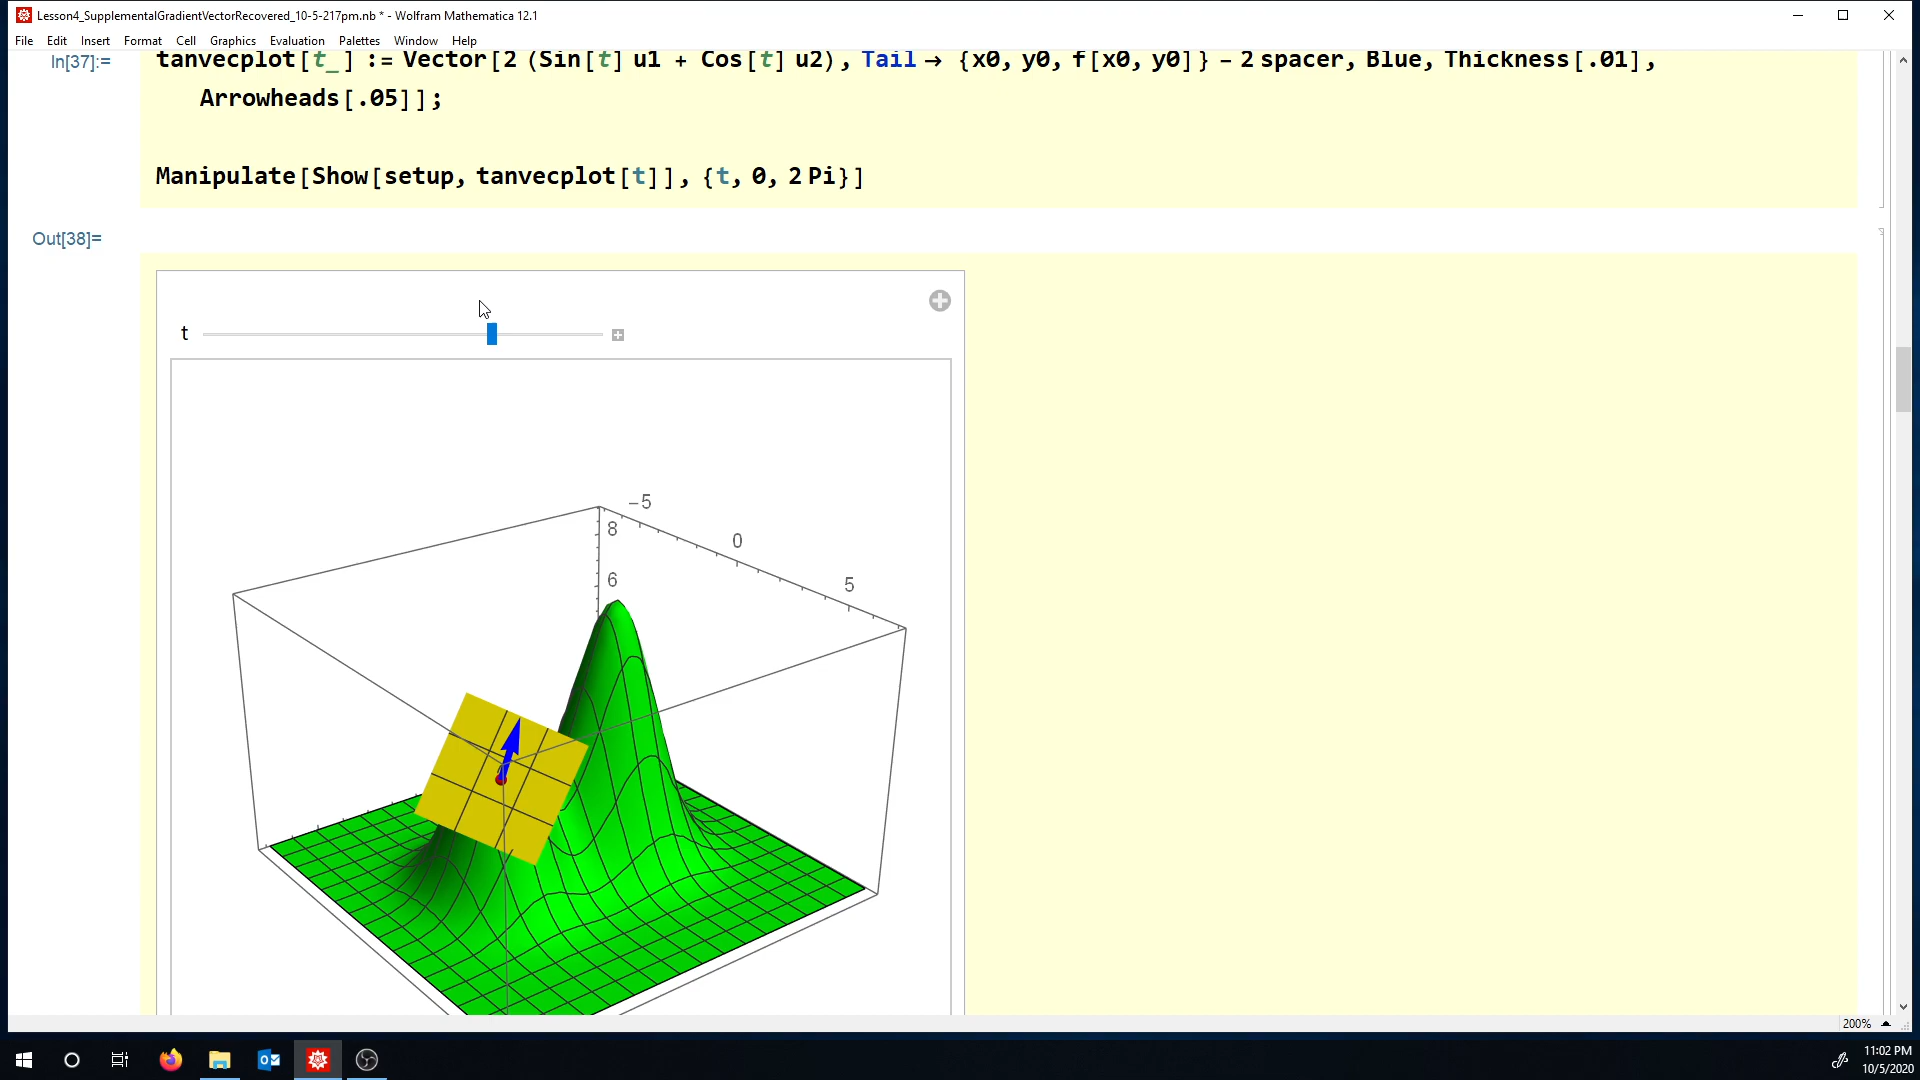 Lesson4_SupplementalGradientVectorRecovered_10-5-217pm.nb * - Wolfram Mathematica 12.1
File Edit Insert Format Cell Graphics Evaluation Palettes Window Help
In[37]:= tanvecplot[t_] := Vector[2 (Sin[t] u1 + Cos[t] u2), Tail → {x0, y0, f[x0, y0]} - 2 spacer, Blue, Thickness[.01],
Arrowheads[.05]];
Manipulate[Show[setup, tanvecplot[t]], {t, 0, 2 Pi}]
Out[38]=
t
-5
8
0
6
5
200%
11:02 PM
10/5/2020